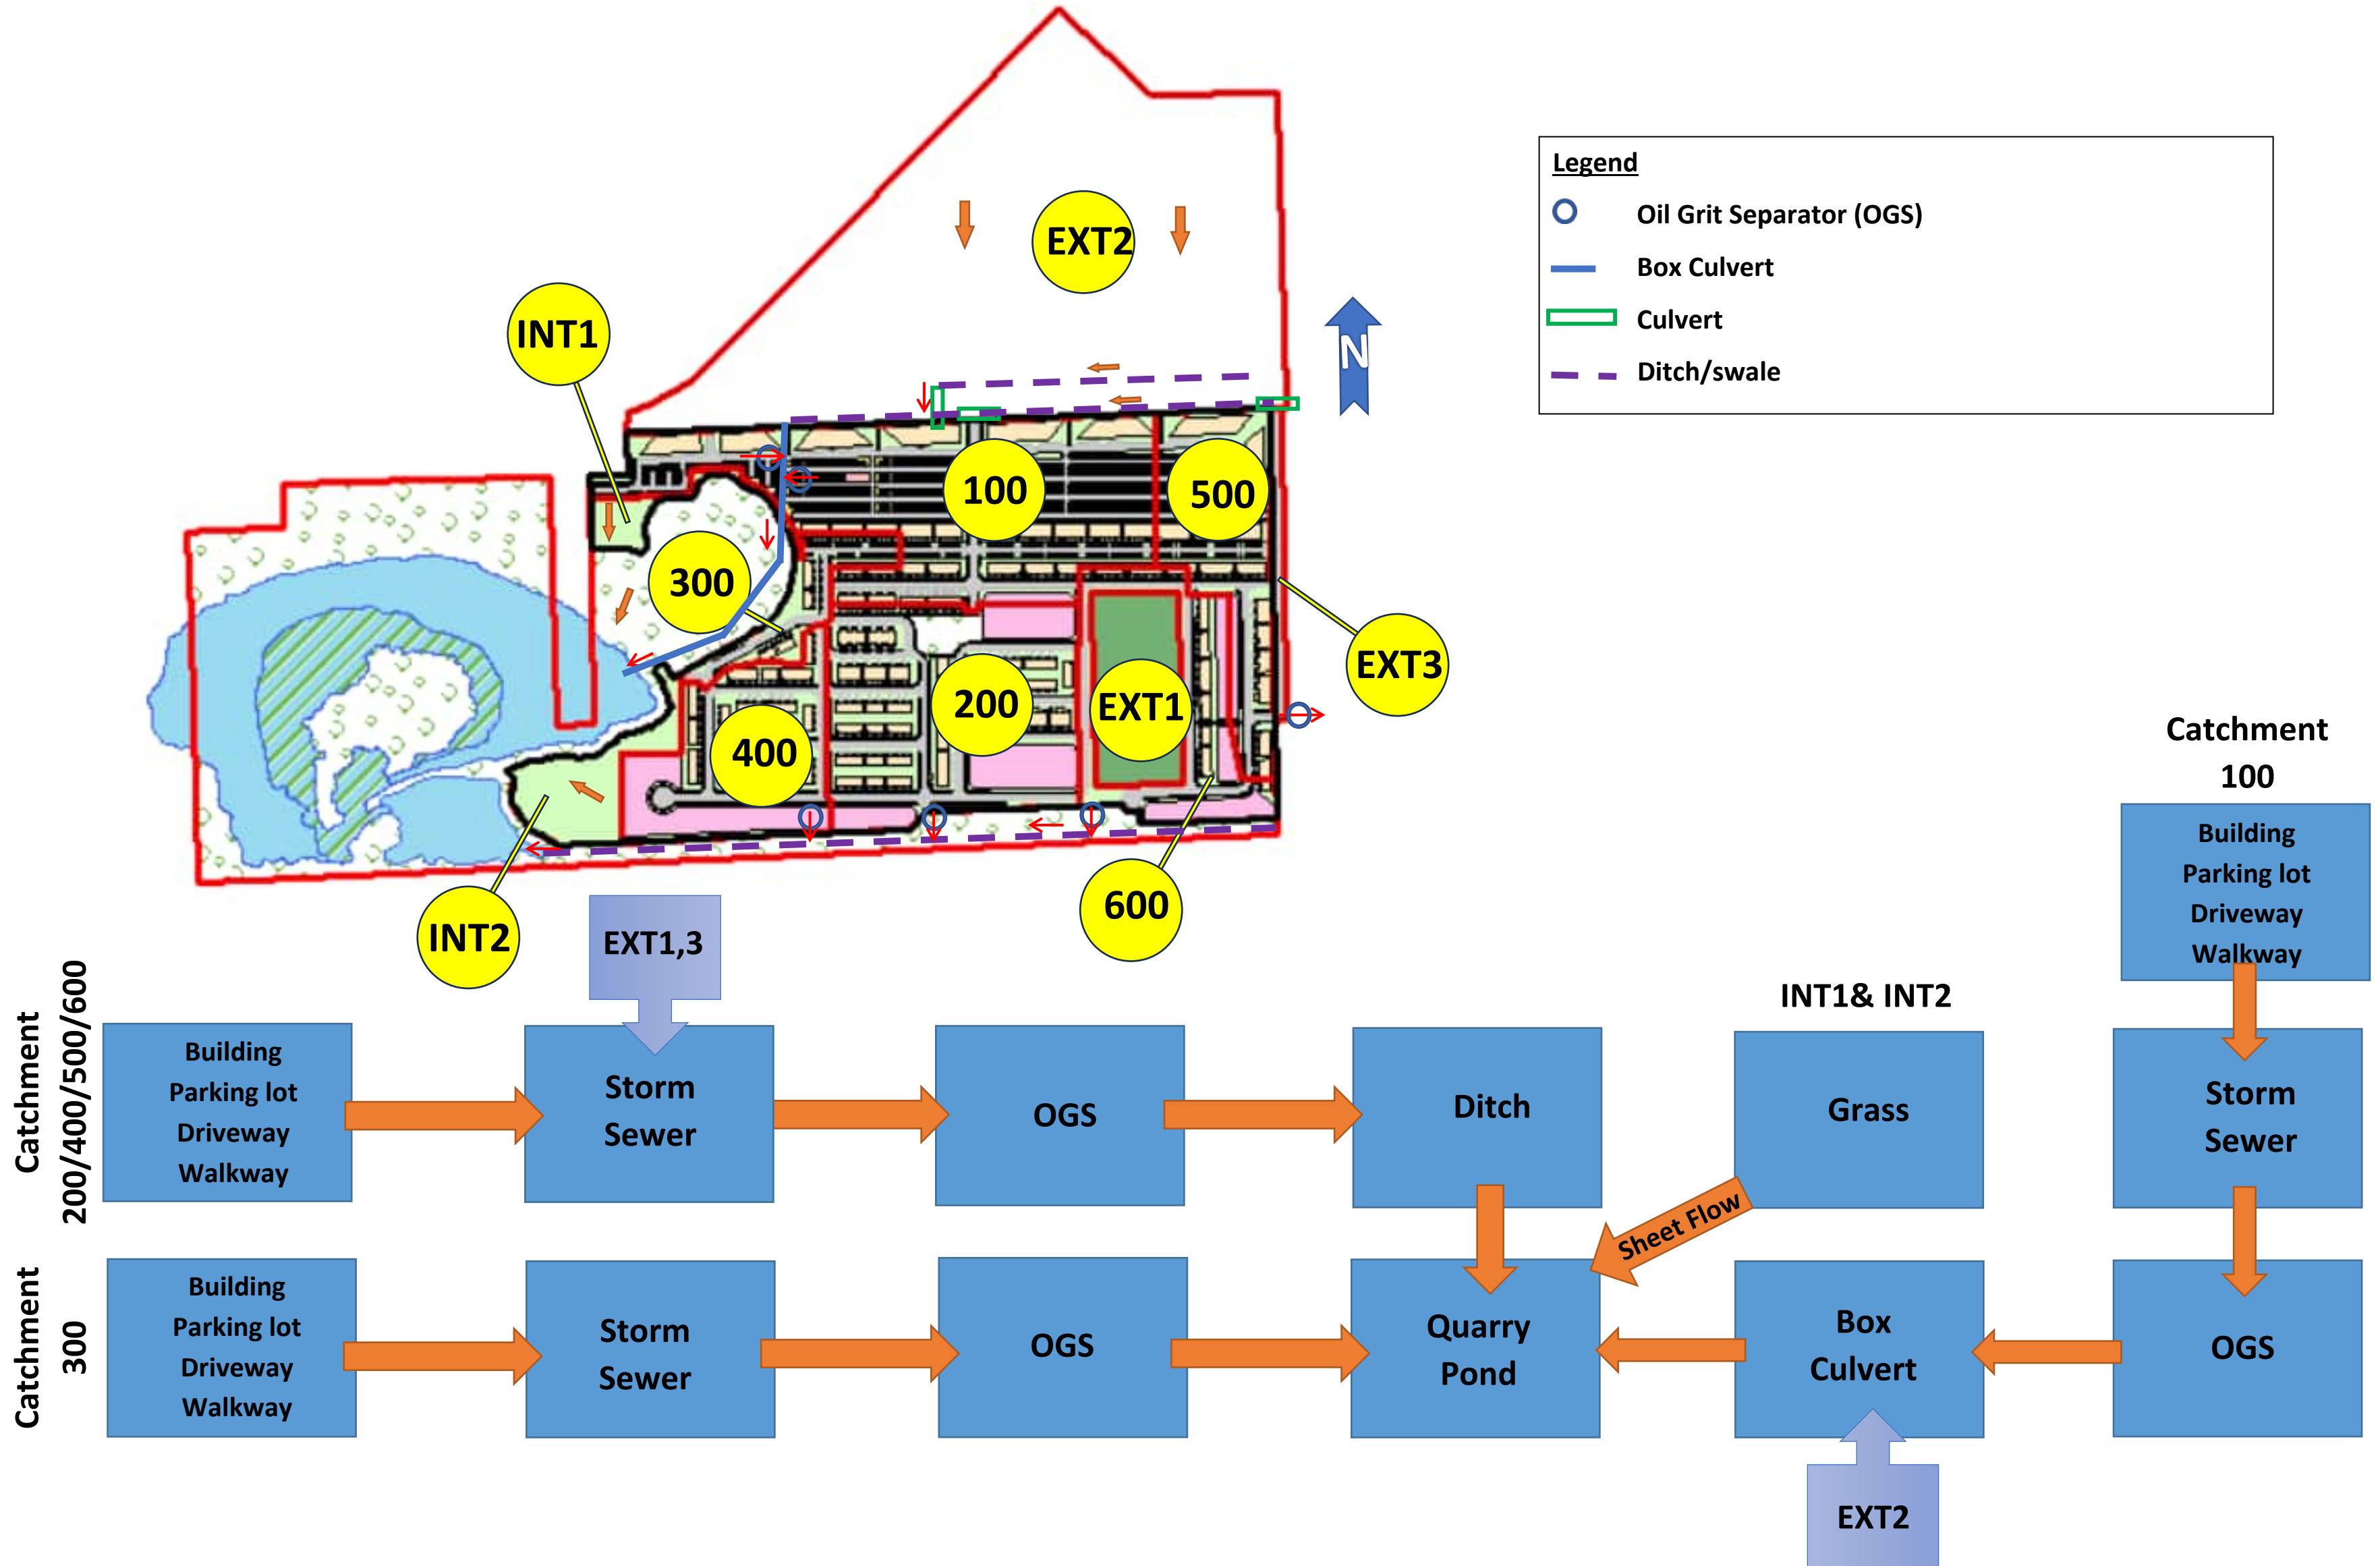 Legend
Oil Grit Separator (OGS)
Box Culvert
Culvert
Ditch/swale
N
EXT2
INT1
100
500
300
EXT3
200
EXT1
400
600
INT2
EXT1,3
Catchment
100
Building
Parking lot
Driveway
Walkway
Catchment
200/400/500/600
Building
Parking lot
Driveway
Walkway
Storm
Sewer
OGS
Ditch
INT1& INT2
Grass
Storm
Sewer
Sheet Flow
Catchment
300
Building
Parking lot
Driveway
Walkway
Storm
Sewer
OGS
Quarry
Pond
Box
Culvert
OGS
EXT2